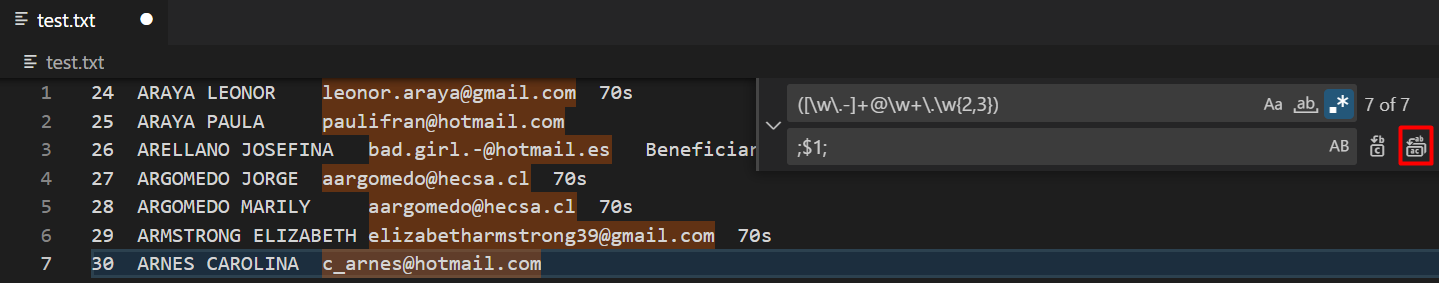 test.txt
test.txt
1 24 ARAYA LEONOR leonor.araya@gmail.com 70s
2 25 ARAYA PAULA paulifran@hotmail.com
3 26 ARELLANO JOSEFINA bad.girl.-@hotmail.es Beneficiar
4 27 ARGOMEDO JORGE aargomedo@hecsa.cl 70s
5 28 ARGOMEDO MARILY aargomedo@hecsa.cl 70s
6 29 ARMSTRONG ELIZABETH elizabetharmstrong39@gmail.com 70s
7 30 ARNES CAROLINA c_arnes@hotmail.com
([\w\.-]+@\w+\.\w{2,3}) Aa ab .* 7 of 7
;$1; AB